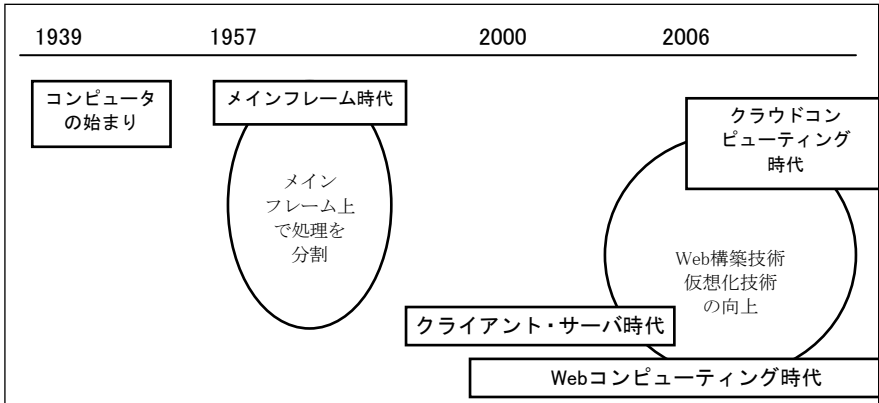 1939 1957 2000 2006
コンピュータ
の始まり
メインフレーム時代
メイン
フレーム上
で処理を
分割
クラウドコン
ピューティング
時代
Web構築技術
仮想化技術
の向上
クライアント・サーバ時代
Webコンピューティング時代